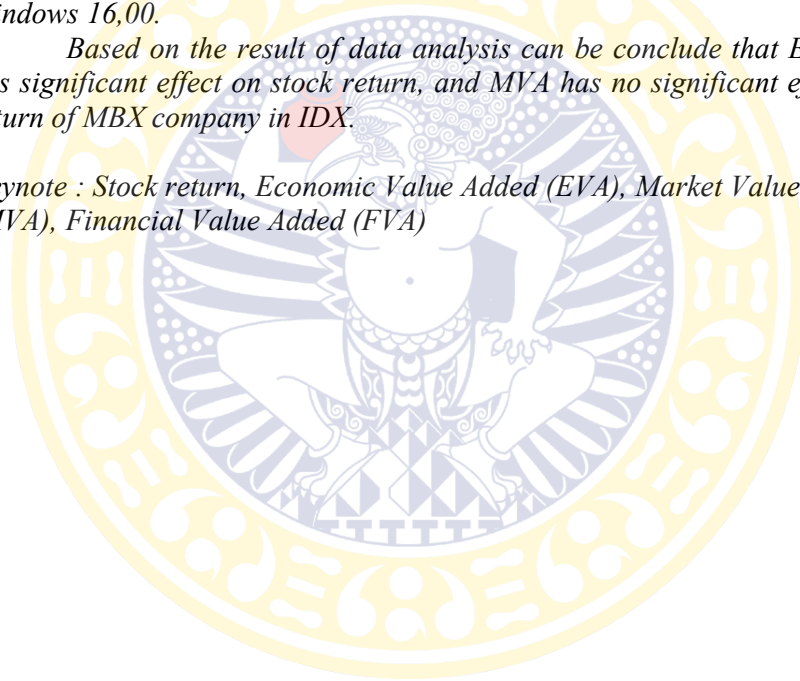 indows 16,00.
Based on the result of data analysis can be conclude that E
s significant effect on stock return, and MVA has no significant ef
turn of MBX company in IDX.
eynote : Stock return, Economic Value Added (EVA), Market Value
MVA), Financial Value Added (FVA)